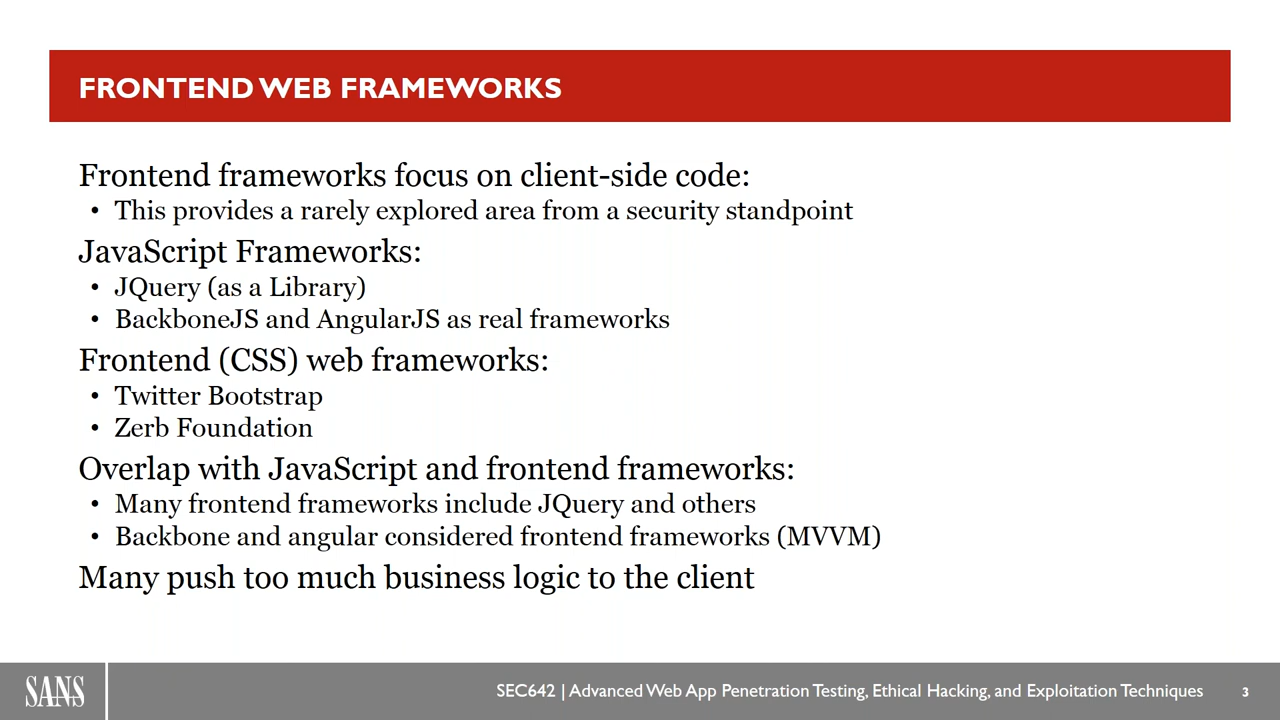 FRONTEND WEB FRAMEWORKS
Frontend frameworks focus on client-side code:
• This provides a rarely explored area from a security standpoint
JavaScript Frameworks:
• JQuery (as a Library)
• BackboneJS and AngularJS as real frameworks
Frontend (CSS) web frameworks:
• Twitter Bootstrap
• Zerb Foundation
Overlap with JavaScript and frontend frameworks:
• Many frontend frameworks include JQuery and others
• Backbone and angular considered frontend frameworks (MVVM)
Many push too much business logic to the client
SANS
SEC642 | Advanced Web App Penetration Testing, Ethical Hacking, and Exploitation Techniques
3